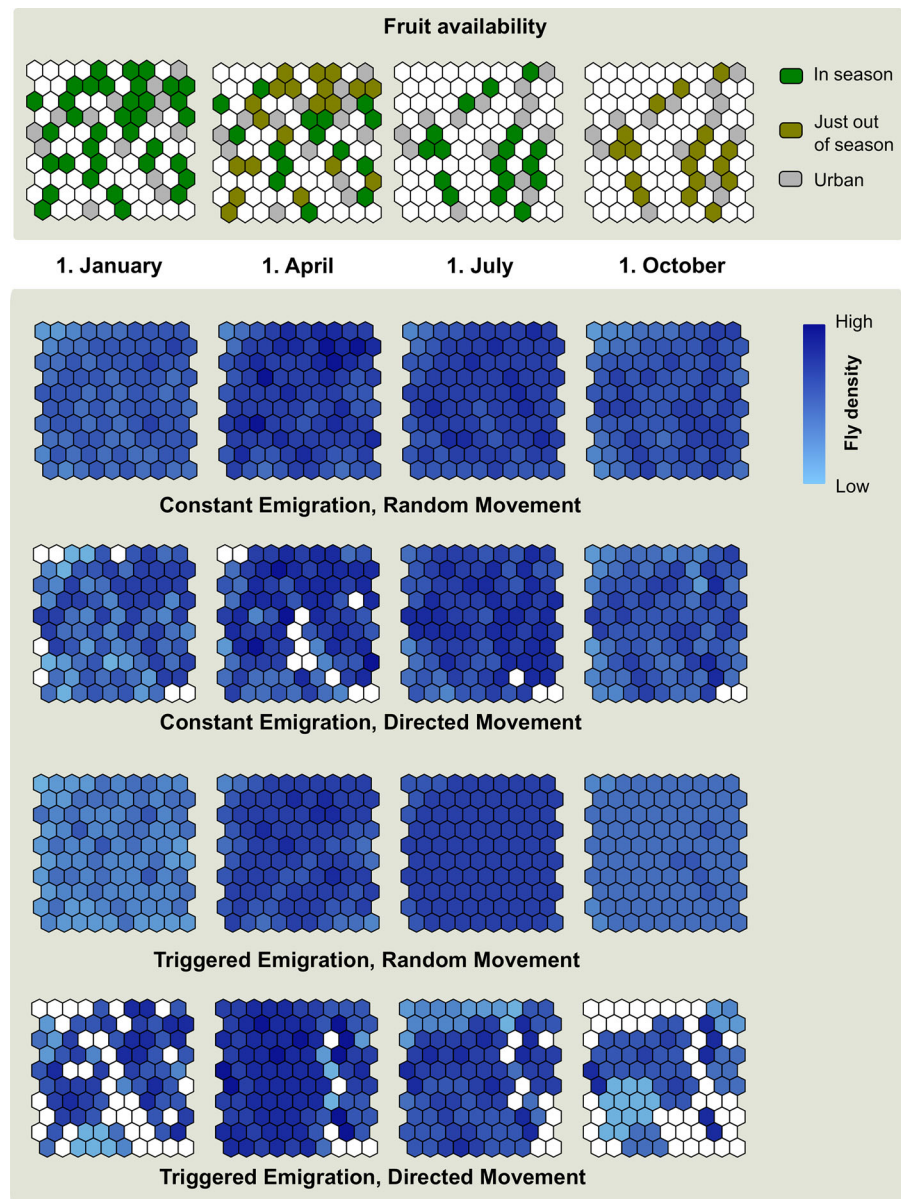 Fruit availability
In season
Just out
of season
Urban
1. January
1. April
1. July
1. October
High
Fly density
Low
Constant Emigration, Random Movement
Constant Emigration, Directed Movement
Triggered Emigration, Random Movement
Triggered Emigration, Directed Movement